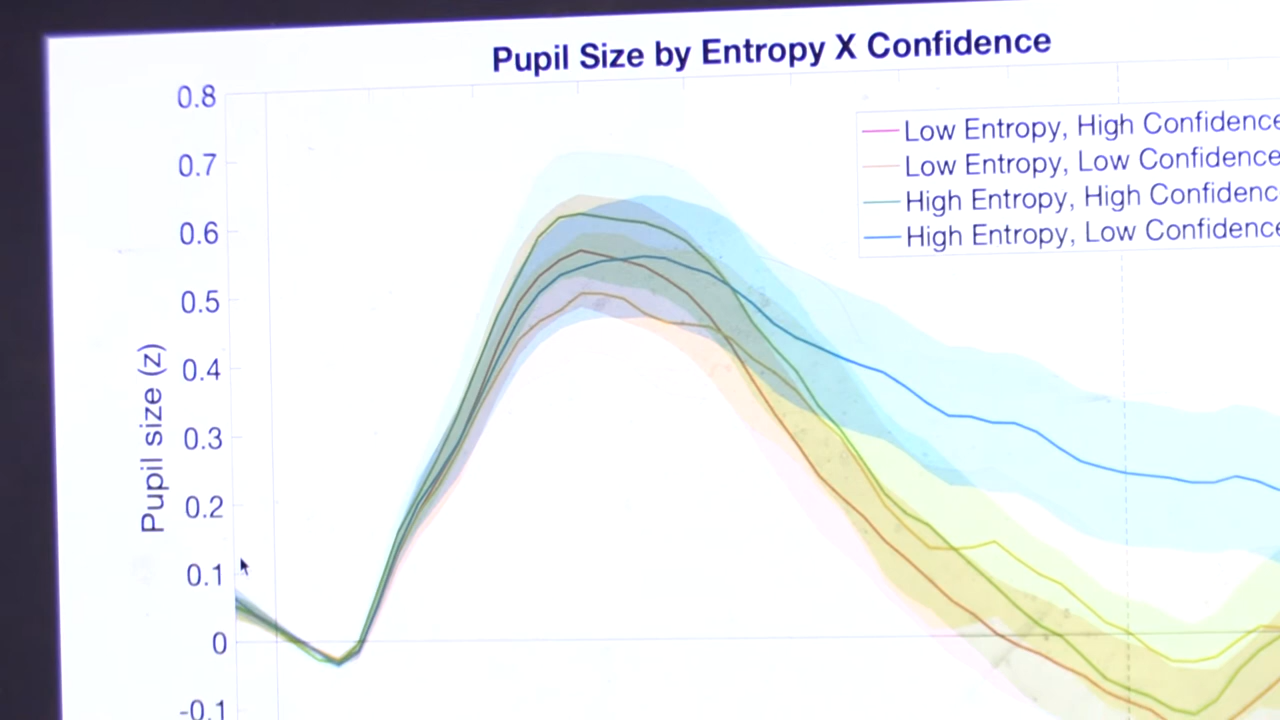 Pupil Size by Entropy X Confidence
0.8
0.7
0.6
0.5
0.4
0.3
0.2
0.1
0
-0.1
Pupil size (z)
Low Entropy, High Confidence
Low Entropy, Low Confidence
High Entropy, High Confidenc
High Entropy, Low Confidence